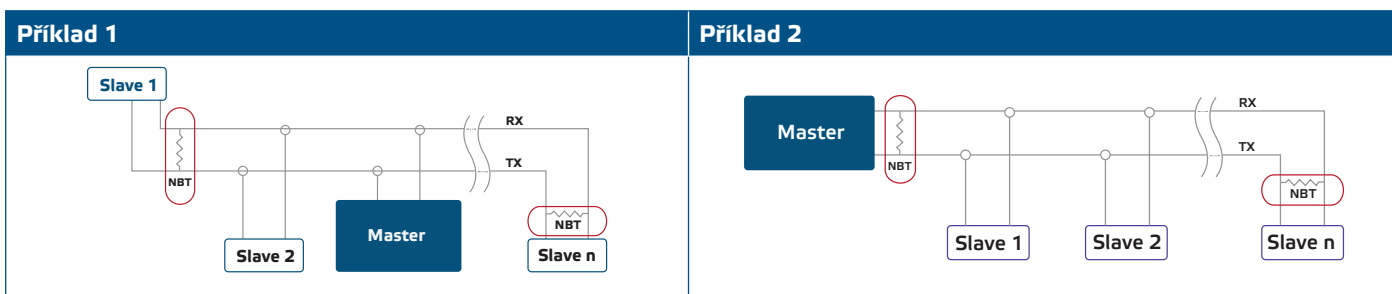 Příklad 1
Slave 1
RX
TX
NBT
NBT
Master
Slave 2
Slave n
Příklad 2
Master
RX
TX
NBT
NBT
Slave 1
Slave 2
Slave n